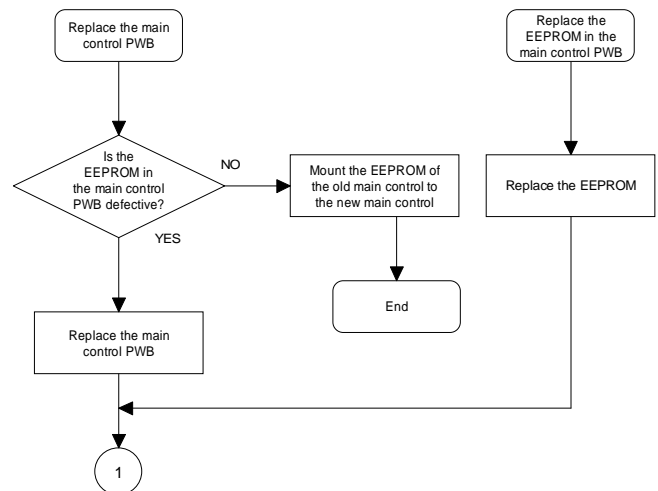 Replace the main
control PWB
Replace the
EEPROM in the
main control PWB
Is the
EEPROM in
the main control
PWB defective?
NO
YES
Mount the EEPROM of
the old main control to
the new main control
Replace the EEPROM
End
Replace the main
control PWB
1